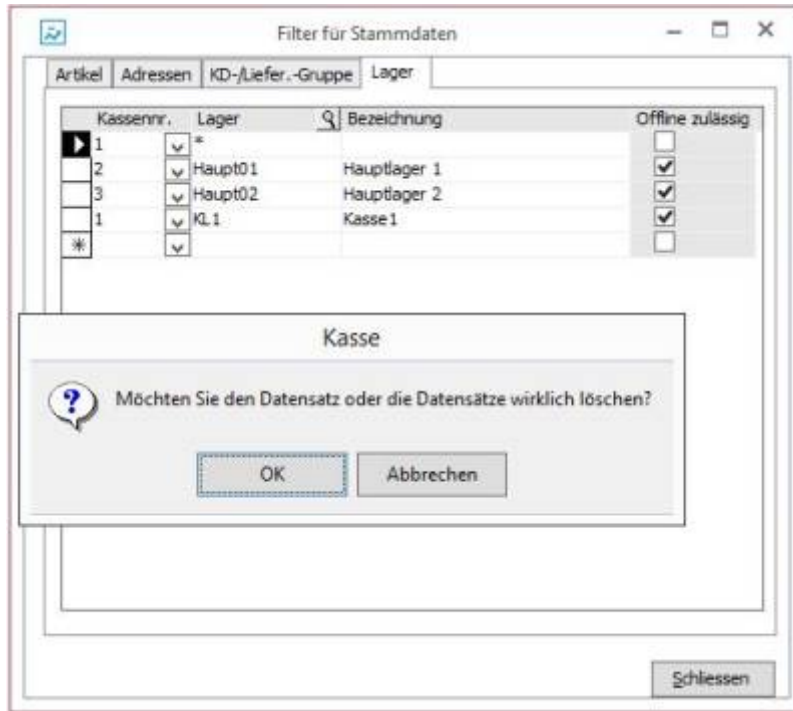 Filter für Stammdaten
Artikel Adressen KD-/Liefer.-Gruppe Lager
Kassennr. Lager Bezeichnung Offline zulässig
1 *
2 Haupt01 Hauptlager 1
3 Haupt02 Hauptlager 2
1 KL1 Kasse1
*
Kasse
Möchten Sie den Datensatz oder die Datensätze wirklich löschen?
OK Abbrechen
Schliessen